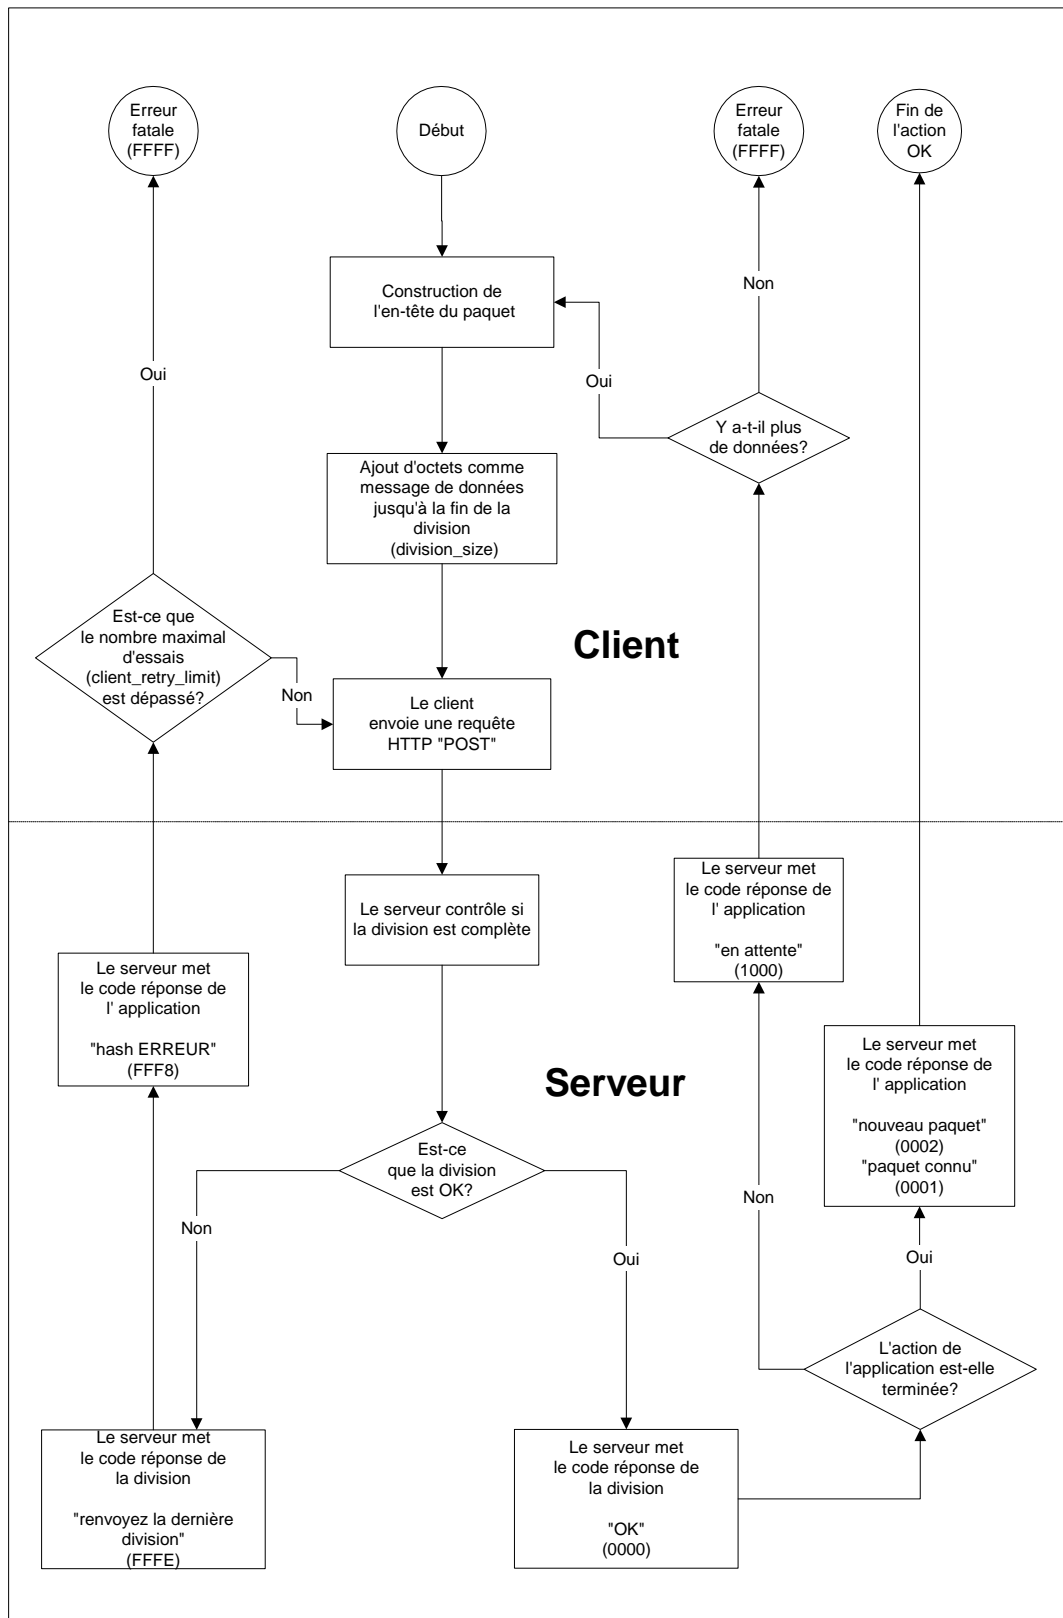 Erreur
fatale
(FFFF)
Début
Erreur
fatale
(FFFF)
Fin de
l'action
OK
Construction de
l'en-tête du paquet
Non
Oui
Oui
Y a-t-il plus
de données?
Ajout d'octets comme
message de données
jusqu'à la fin de la
division
(division_size)
Est-ce que
le nombre maximal
d'essais
(client_retry_limit)
est dépassé?
Client
Non
Le client
envoie une requête
HTTP "POST"
Le serveur contrôle si
la division est complète
Le serveur met
le code réponse de
l' application
"en attente"
(1000)
Le serveur met
le code réponse de
l' application
"hash ERREUR"
(FFF8)
Serveur
Le serveur met
le code réponse de
l' application
"nouveau paquet"
(0002)
"paquet connu"
(0001)
Est-ce
que la division
est OK?
Non
Non
Oui
Oui
L'action de
l'application est-elle
terminée?
Le serveur met
le code réponse de
la division
"renvoyez la dernière
division"
(FFFE)
Le serveur met
le code réponse de
la division
"OK"
(0000)